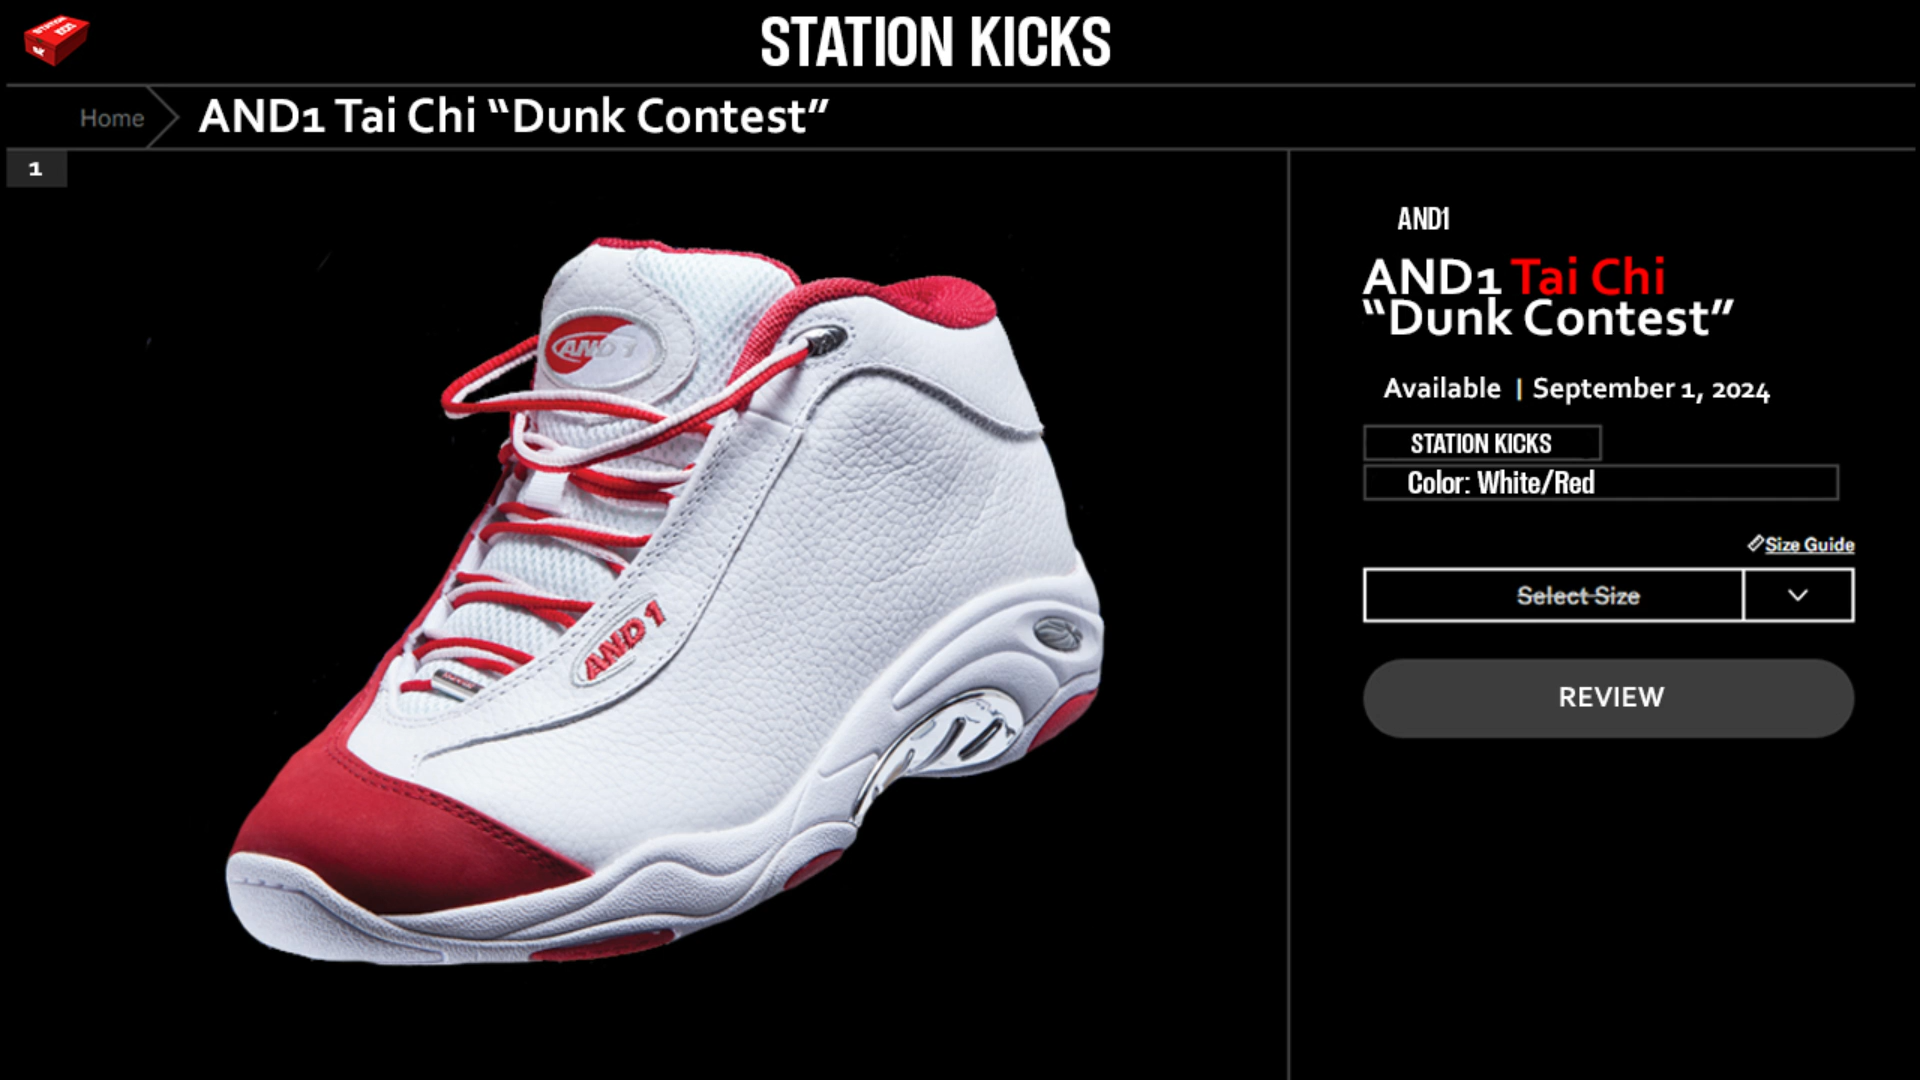 STATION KICKS
Home
AND1 Tai Chi “Dunk Contest”
1
AND 1
AND 1
AND1
AND1 Tai Chi
“Dunk Contest”
Available | September 1, 2024
STATION KICKS
Color: White/Red
Size Guide
Select Size
REVIEW